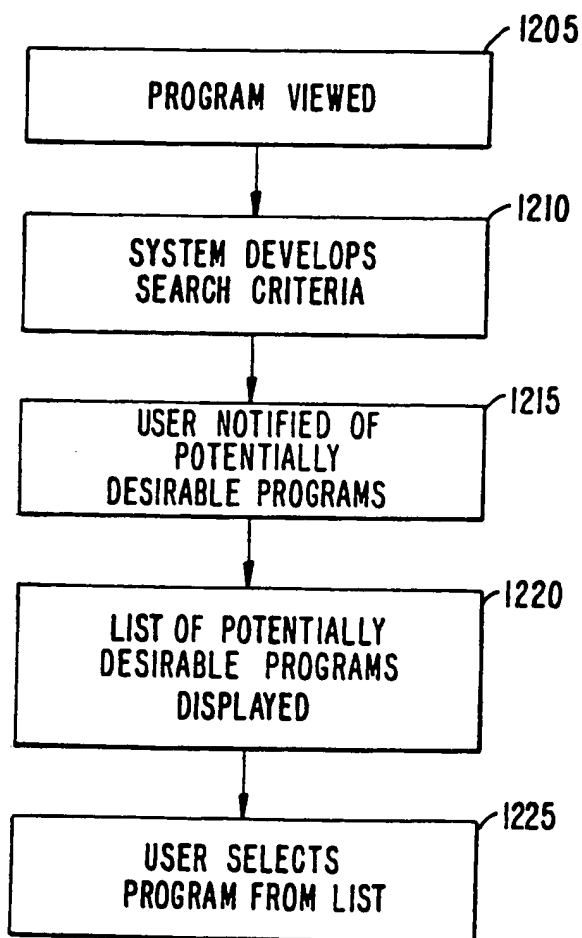 1205
PROGRAM VIEWED
1210
SYSTEM DEVELOPS
SEARCH CRITERIA
1215
USER NOTIFIED OF
POTENTIALLY
DESIRABLE PROGRAMS
1220
LIST OF POTENTIALLY
DESIRABLE PROGRAMS
DISPLAYED
1225
USER SELECTS
PROGRAM FROM LIST